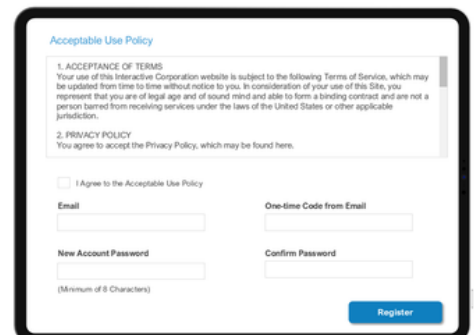 Acceptable Use Policy
1. ACCEPTANCE OF TERMS
Your use of this Interactive Corporation website is subject to the following Terms of Service, which may
be updated from time to time without notice to you. In consideration of your use of this Site, you
represent that you are of legal age and of sound mind and able to form a binding contract and are not a
person barred from receiving services under the laws of the United States or other applicable
jurisdiction.
2. PRIVACY POLICY
You agree to accept the Privacy Policy, which may be found here.
I Agree to the Acceptable Use Policy
Email
One-time Code from Email
New Account Password
Confirm Password
(Minimum of 8 Characters)
Register